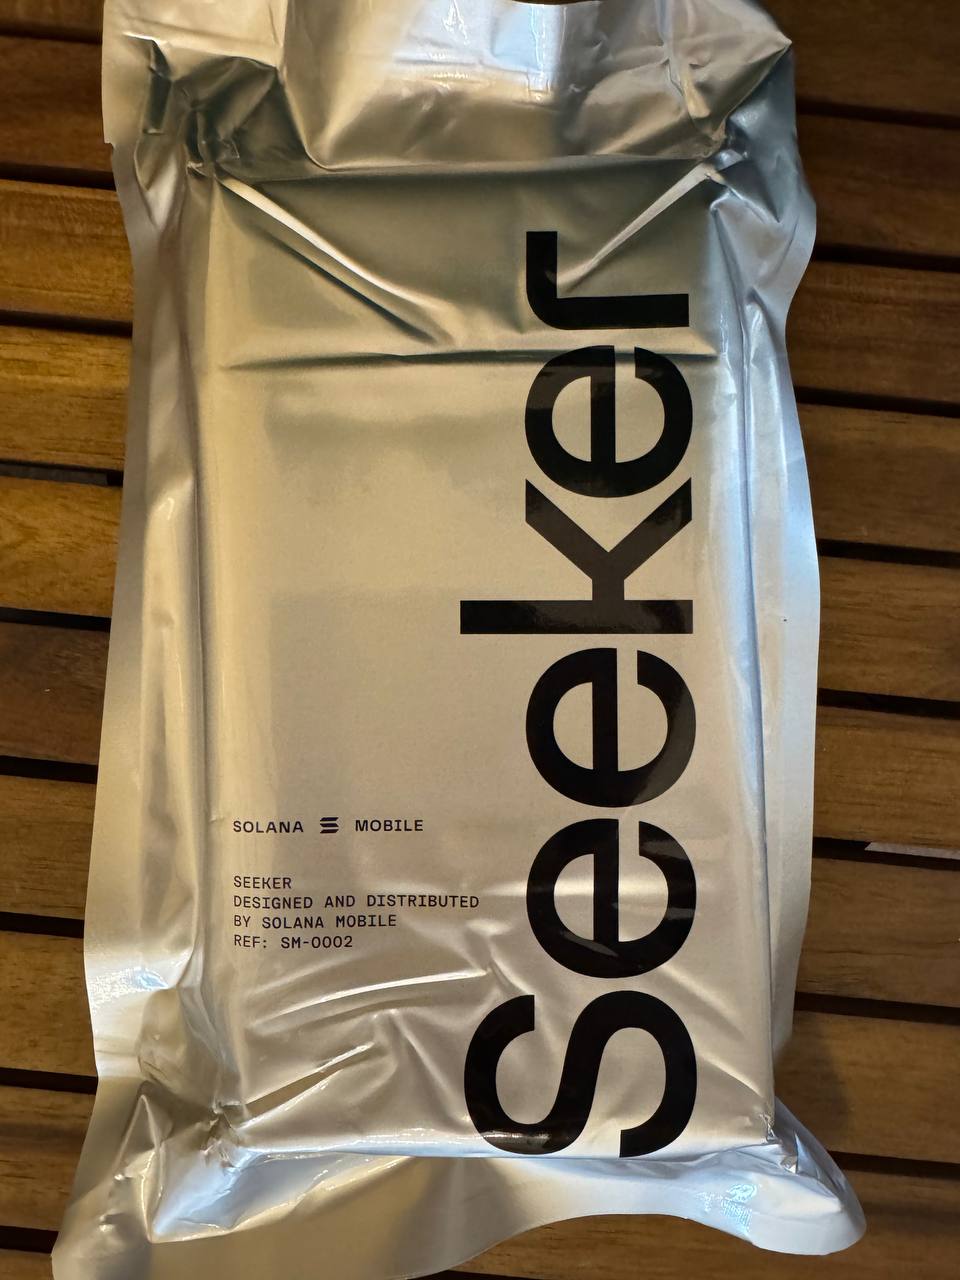 Seeker
SOLANA MOBILE
SEEKER
DESIGNED AND DISTRIBUTED
BY SOLANA MOBILE
REF: SM-0002